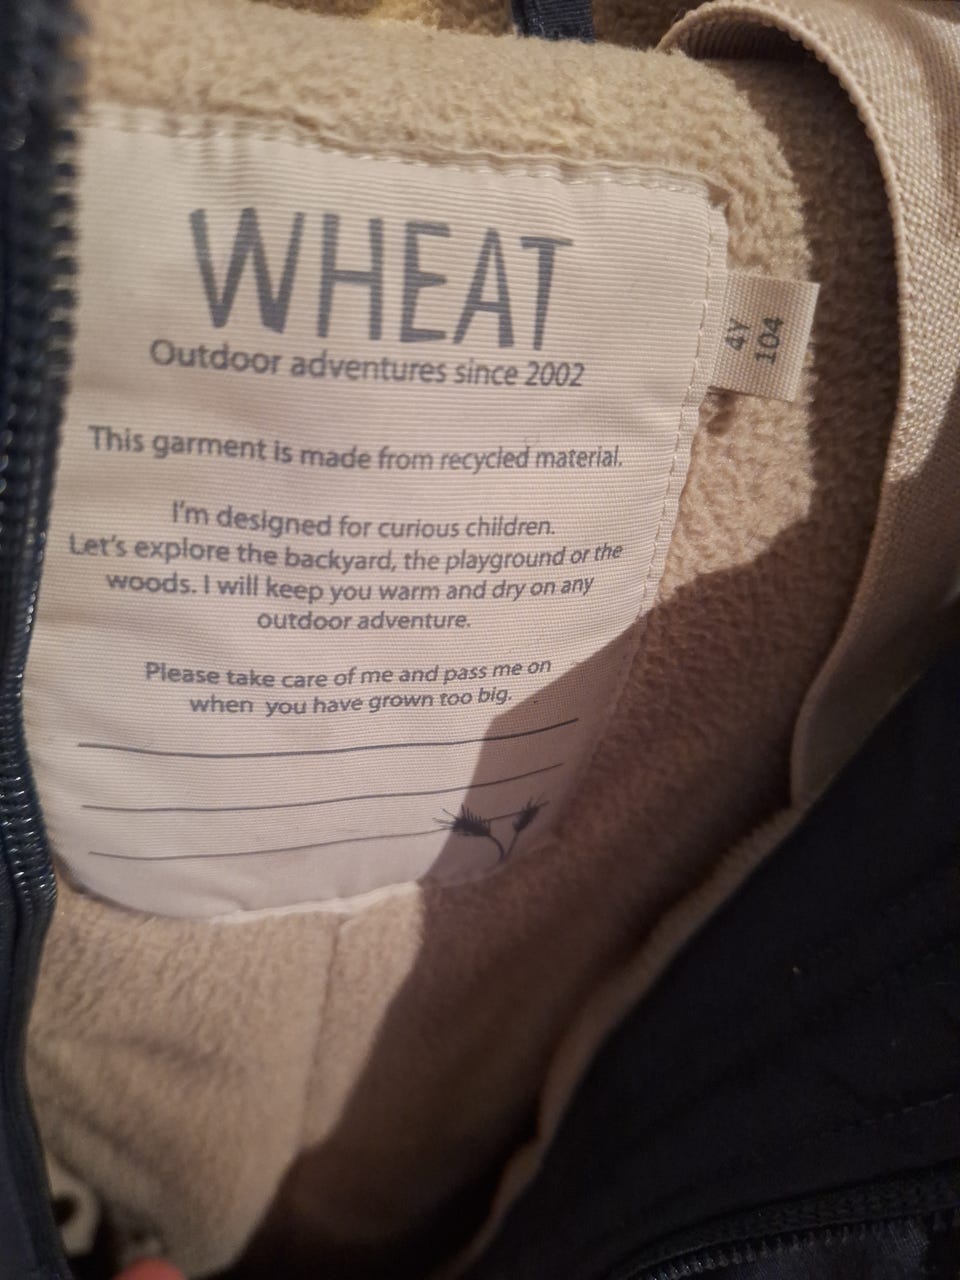 WHEAT
Outdoor adventures since 2002
4Y
104
This garment is made from recycled material.
I'm designed for curious children.
Let's explore the backyard, the playground or the
woods. I will keep you warm and dry on any
outdoor adventure.
Please take care of me and pass me on
when you have grown too big.